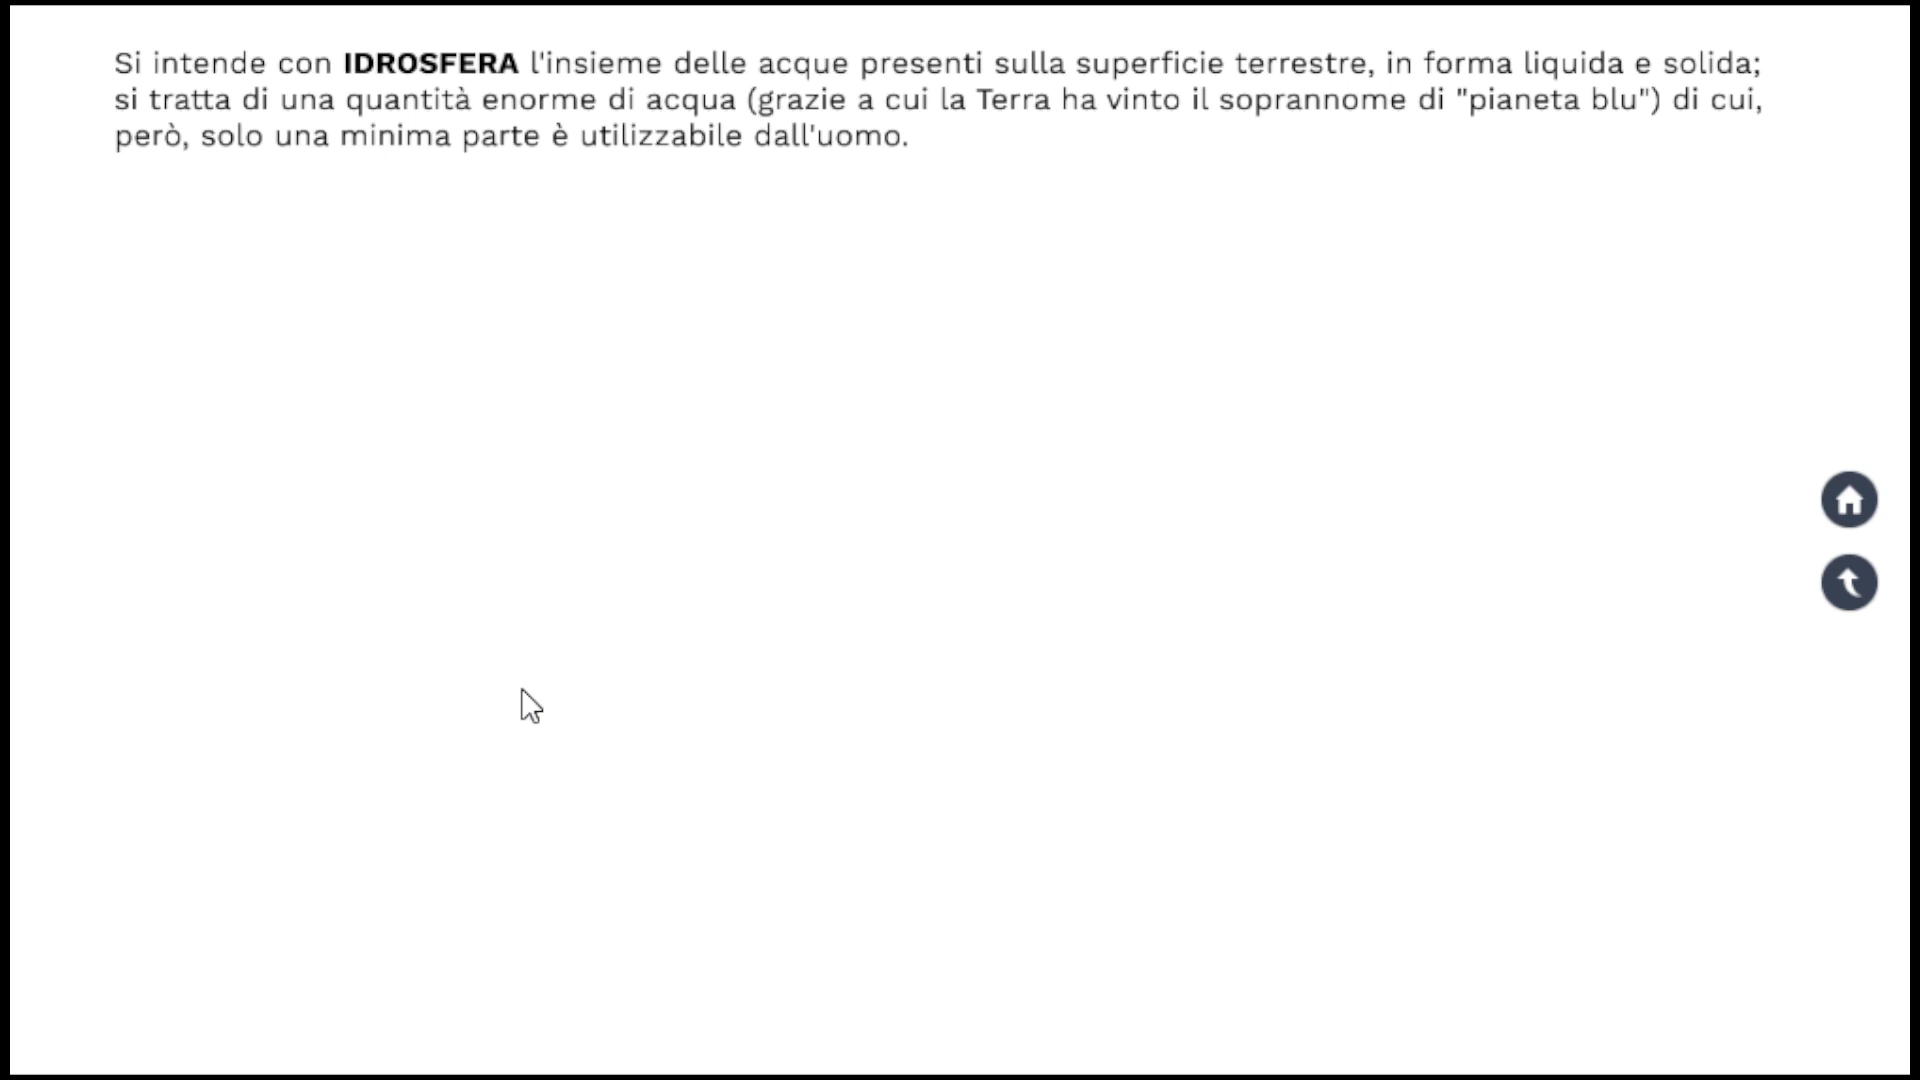 Si intende con IDROSFERA l'insieme delle acque presenti sulla superficie terrestre, in forma liquida e solida;
si tratta di una quantità enorme di acqua (grazie a cui la Terra ha vinto il soprannome di "pianeta blu") di cui,
però, solo una minima parte è utilizzabile dall'uomo.